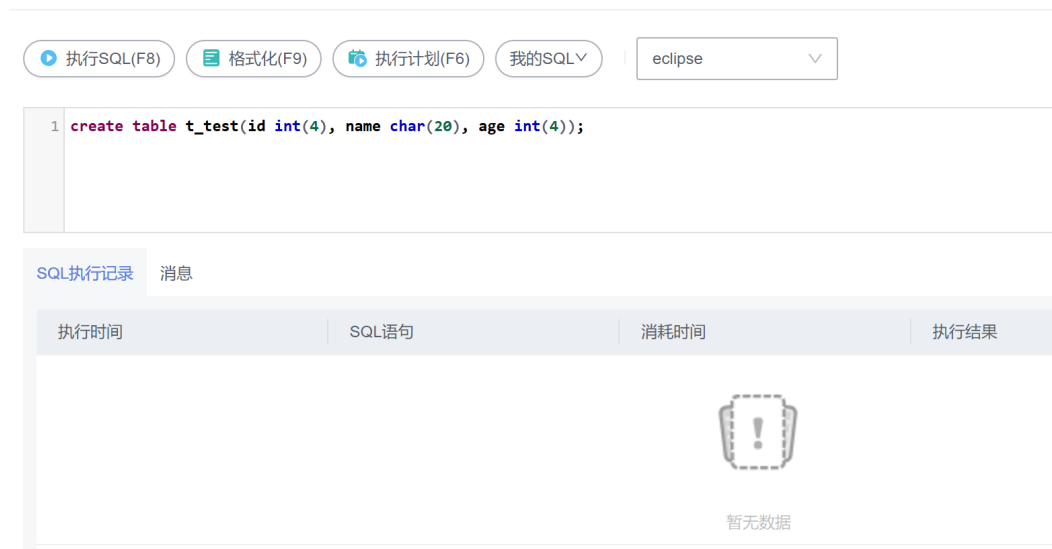 执行SQL(F8) 格式化(F9) 执行计划(F6) 我的SQL eclipse
1 create table t_test(id int(4), name char(20), age int(4));
SQL执行记录 消息
执行时间 SQL语句 消耗时间 执行结果
暂无数据